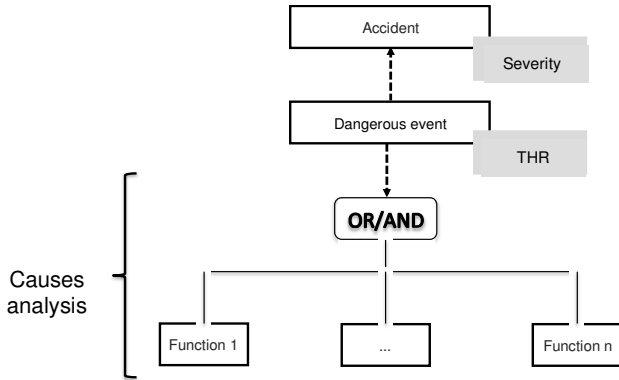 Accident
Severity
Dangerous event
THR
OR/AND
Causes
analysis
Function 1
...
Function n